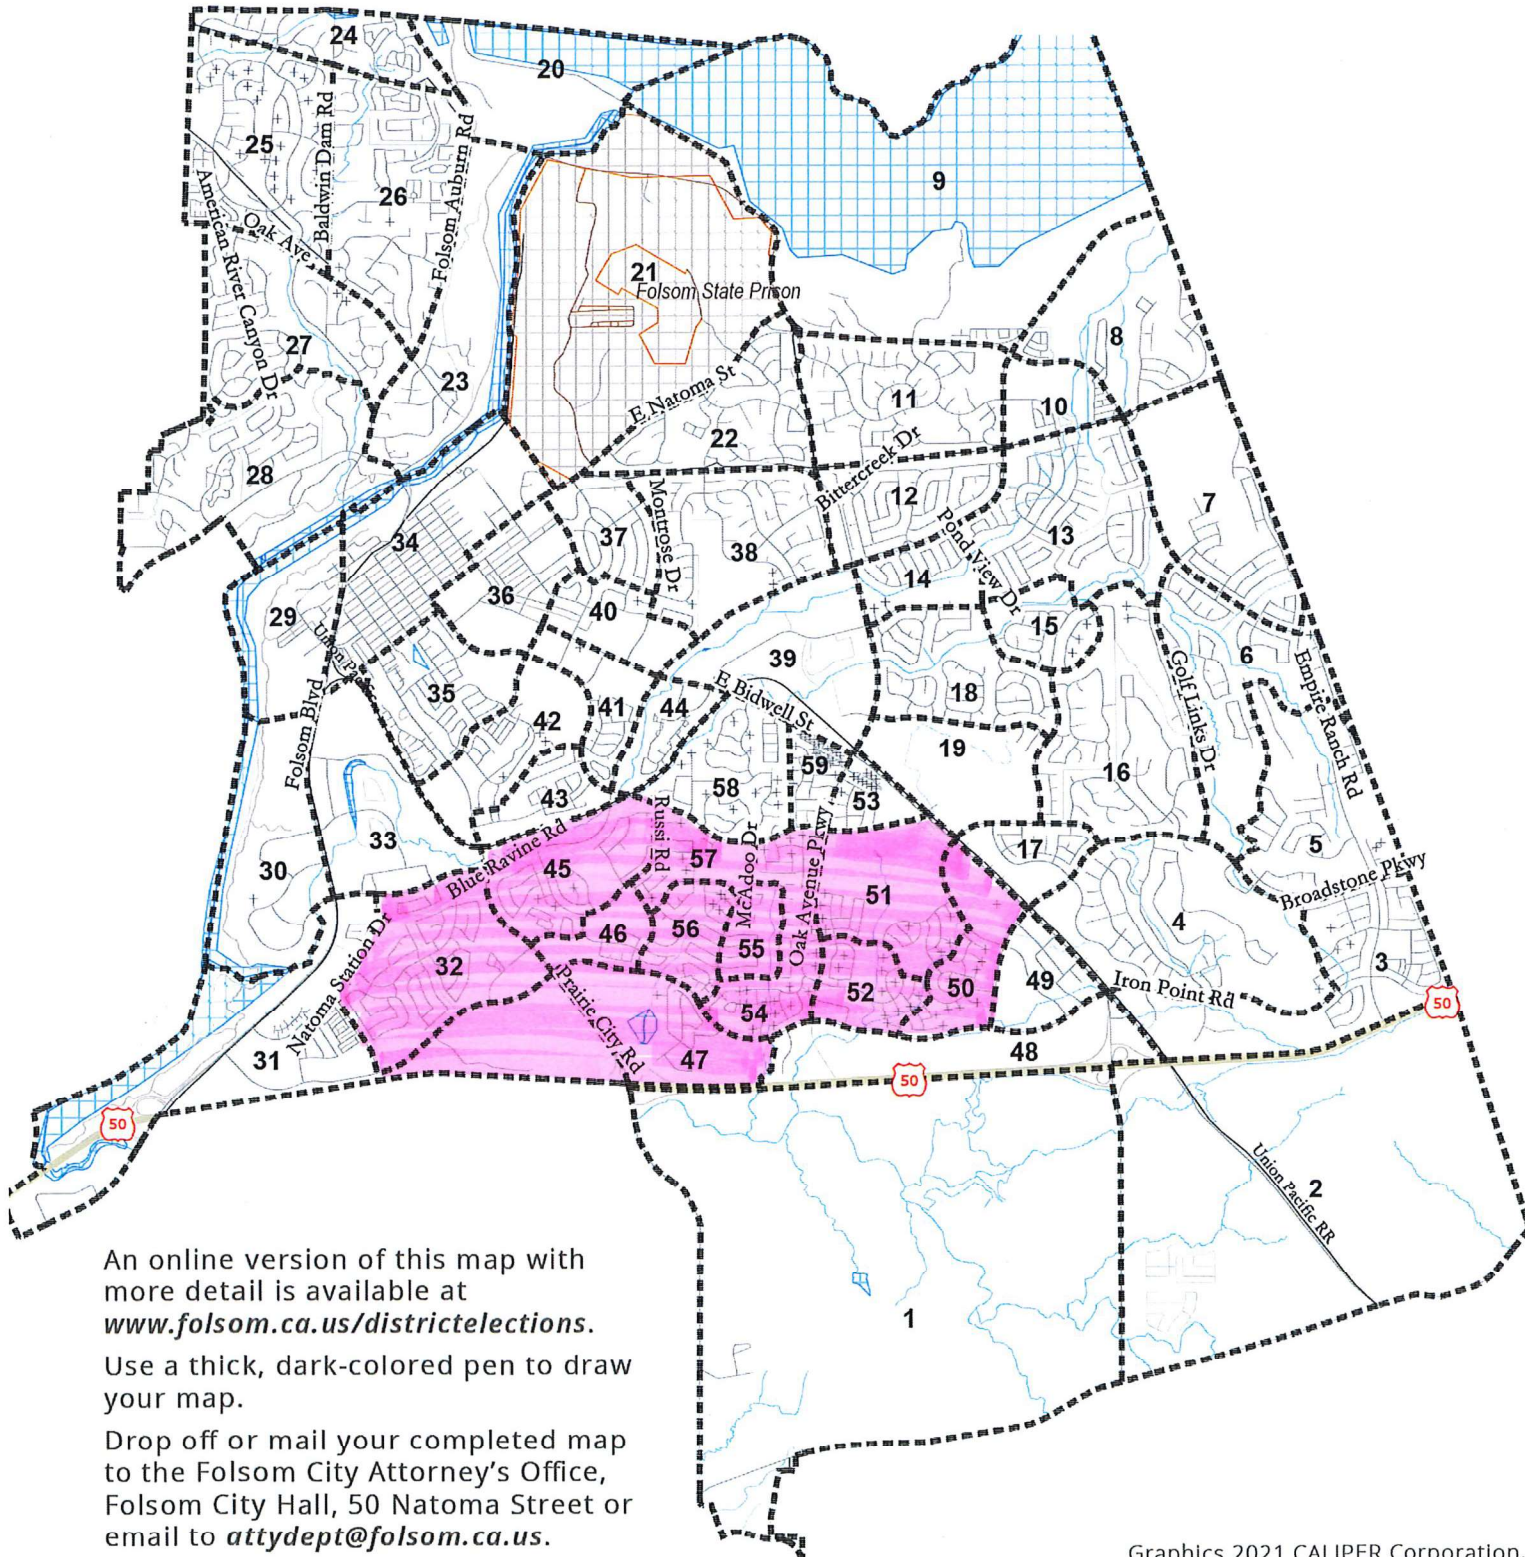 24
20
25
Baldwin Dam Rd
26
Folsom Auburn Rd
9
American River Canyon Dr
Oak Ave
21
Folsom State Prison
8
27
23
E Natoma St
22
11
10
Bittercreek Dr
28
12
7
34
37
Montrose Dr
38
Pond View Dr
13
14
29
36
40
15
Union Pac
39
6
Golf Links Dr
Empire Ranch Rd
35
41
44
E Bidwell St
18
42
19
Folsom Blvd
58
59
53
16
43
33
30
Blue Ravine Rd
45
Russi Rd
57
McAdoo Dr
Oak Avenue Pkwy
51
17
5
Broadstone Pkwy
4
46
56
55
32
Natoma Station Dr
Prairie City Rd
54
52
50
49
Iron Point Rd
3
50
31
47
48
50
50
Union Pacific RR
2
1
An online version of this map with
more detail is available at
www.folsom.ca.us/districtelections.
Use a thick, dark-colored pen to draw
your map.
Drop off or mail your completed map
to the Folsom City Attorney's Office,
Folsom City Hall, 50 Natoma Street or
email to attydept@folsom.ca.us.
Graphics 2021 CALIPER Corporation.